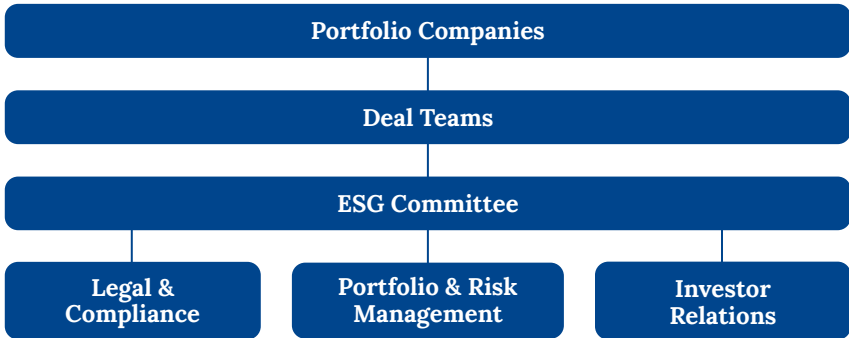 Portfolio Companies
Deal Teams
ESG Committee
Legal &
Compliance
Portfolio & Risk
Management
Investor
Relations